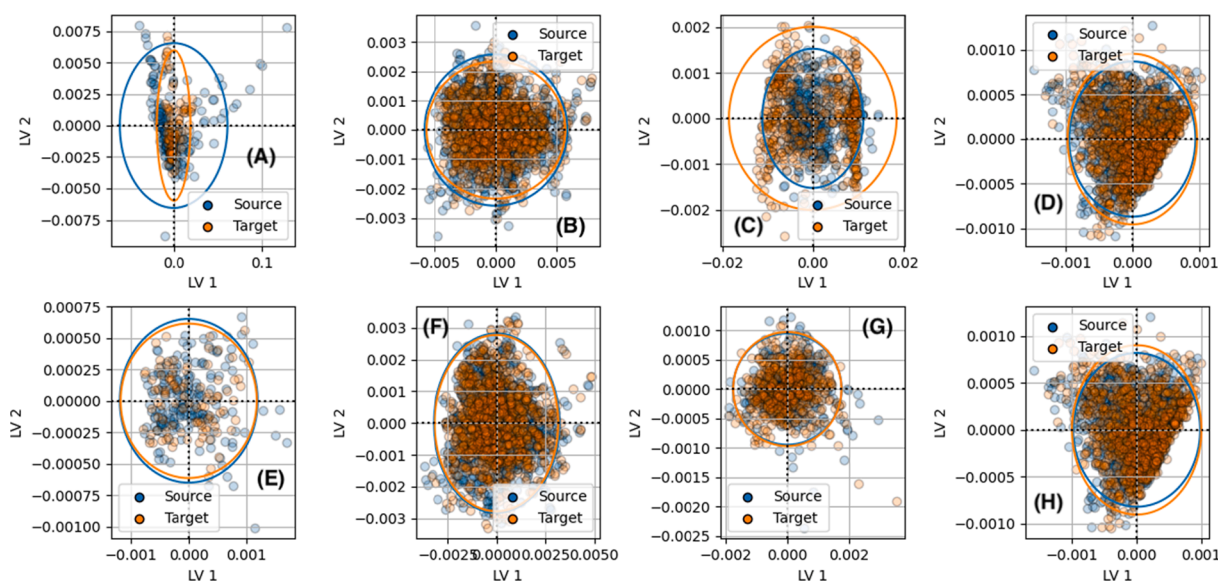 0.0075
0.0050
0.0025
0.0000
−0.0025
−0.0050
−0.0075
LV 2
(A)
Source
Target
0.0
0.1
LV 1
0.003
0.002
0.001
0.000
−0.001
−0.002
−0.003
LV 2
Source
Target
(B)
−0.005
0.000
0.005
LV 1
0.002
0.001
0.000
−0.001
−0.002
LV 2
(C)
Source
Target
−0.02
0.00
0.02
LV 1
0.0010
0.0005
0.0000
−0.0005
−0.0010
LV 2
Source
Target
(D)
−0.001
0.000
0.001
LV 1
0.00075
0.00050
0.00025
0.00000
−0.00025
−0.00050
−0.00075
−0.00100
LV 2
(E)
Source
Target
−0.001
0.000
0.001
LV 1
0.003
0.002
0.001
0.000
−0.001
−0.002
−0.003
LV 2
(F)
Source
Target
−0.0025
0.0000
0.0025
0.0050
LV 1
0.0010
0.0005
0.0000
−0.0005
−0.0010
−0.0015
−0.0020
−0.0025
LV 2
(G)
Source
Target
−0.002
0.000
0.002
LV 1
0.0010
0.0005
0.0000
−0.0005
−0.0010
LV 2
Source
Target
(H)
−0.001
0.000
0.001
LV 1